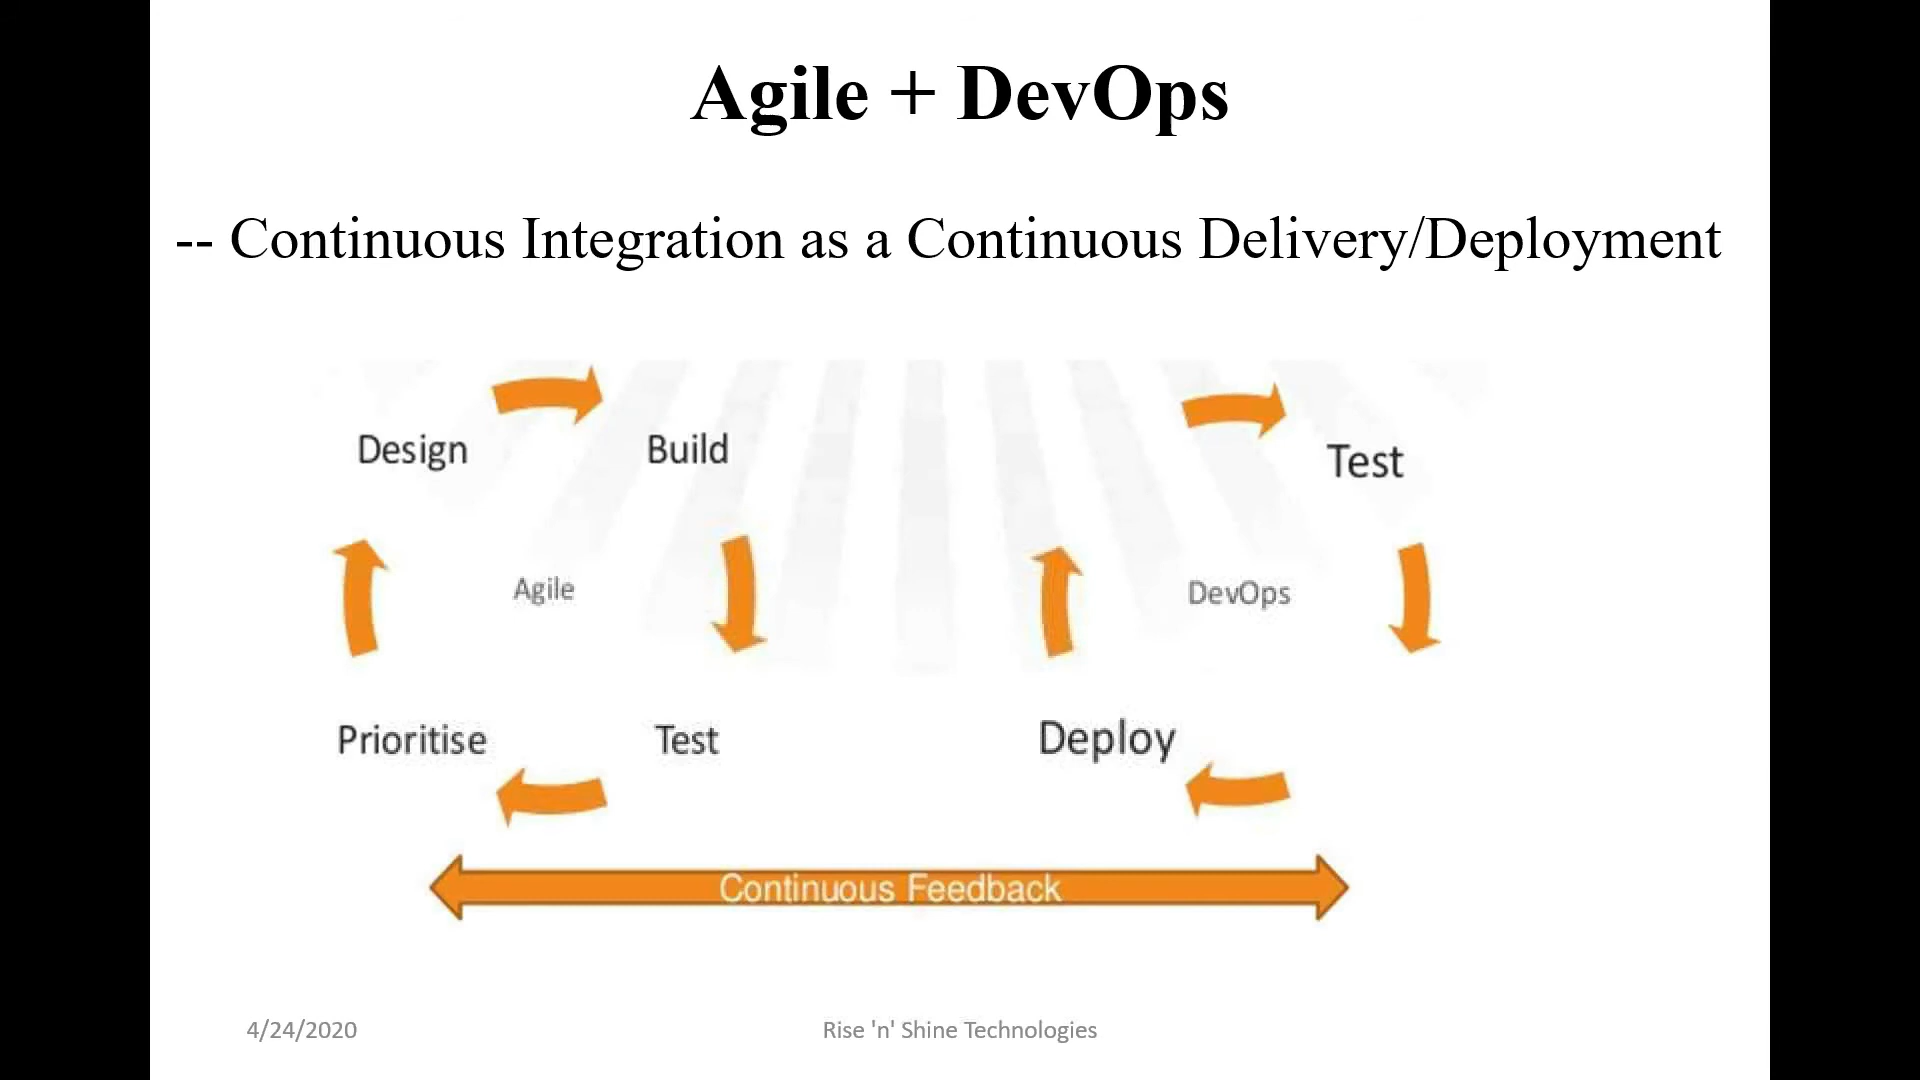 Agile + DevOps
-- Continuous Integration as a Continuous Delivery/Deployment
Design
Build
Test
Agile
DevOps
Prioritise
Test
Deploy
Continuous Feedback
4/24/2020
Rise 'n' Shine Technologies